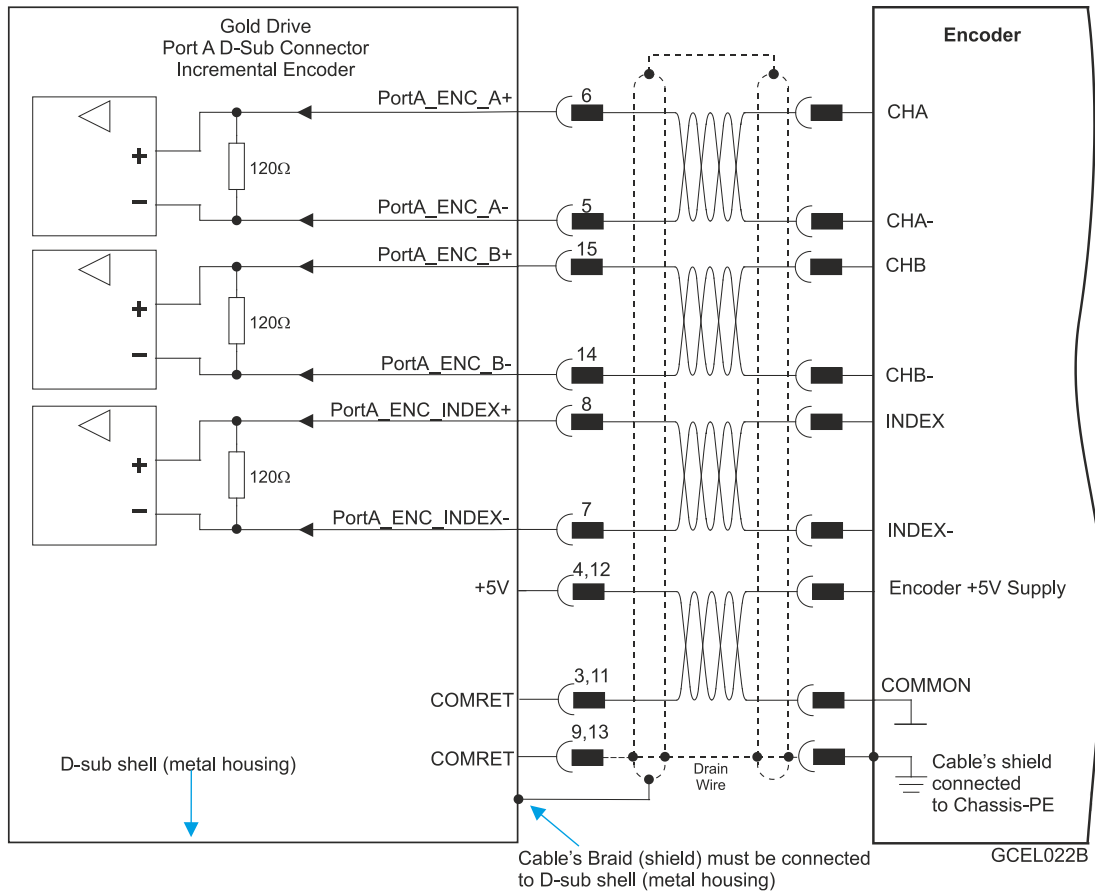 Gold Drive
Port A D-Sub Connector
Incremental Encoder
Encoder
PortA_ENC_A+
6
CHA
+
120Ω
−
PortA_ENC_A-
5
CHA-
PortA_ENC_B+
15
CHB
+
120Ω
−
PortA_ENC_B-
14
CHB-
PortA_ENC_INDEX+
8
INDEX
+
120Ω
−
PortA_ENC_INDEX-
7
INDEX-
+5V
4,12
Encoder +5V Supply
COMRET
3,11
COMMON
COMRET
9,13
Drain
Wire
Cable's shield
connected
to Chassis-PE
D-sub shell (metal housing)
Cable's Braid (shield) must be connected
to D-sub shell (metal housing)
GCEL022B